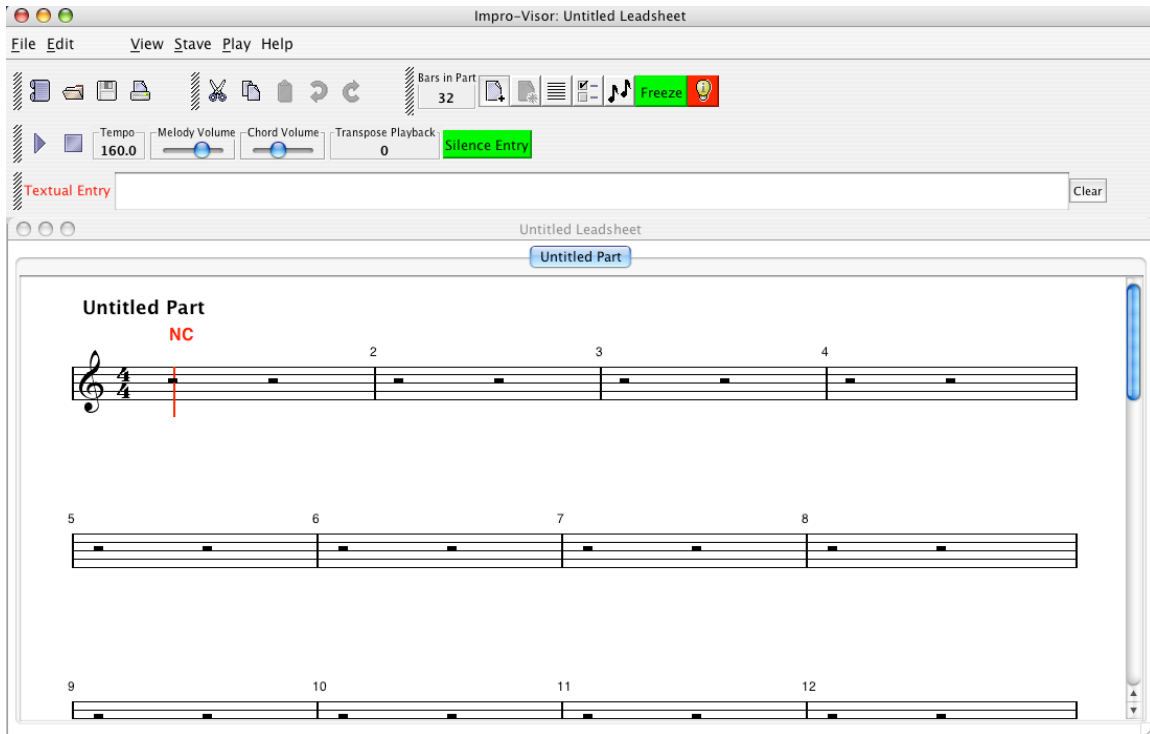 Impro-Visor: Untitled Leadsheet
File Edit View Stave Play Help
Bars in Part
32
Freeze
Tempo
160.0
Melody Volume
Chord Volume
Transpose Playback
0
Silence Entry
Textual Entry
Clear
Untitled Leadsheet
Untitled Part
Untitled Part
NC
2 3 4
4
4
5 6 7 8
9 10 11 12